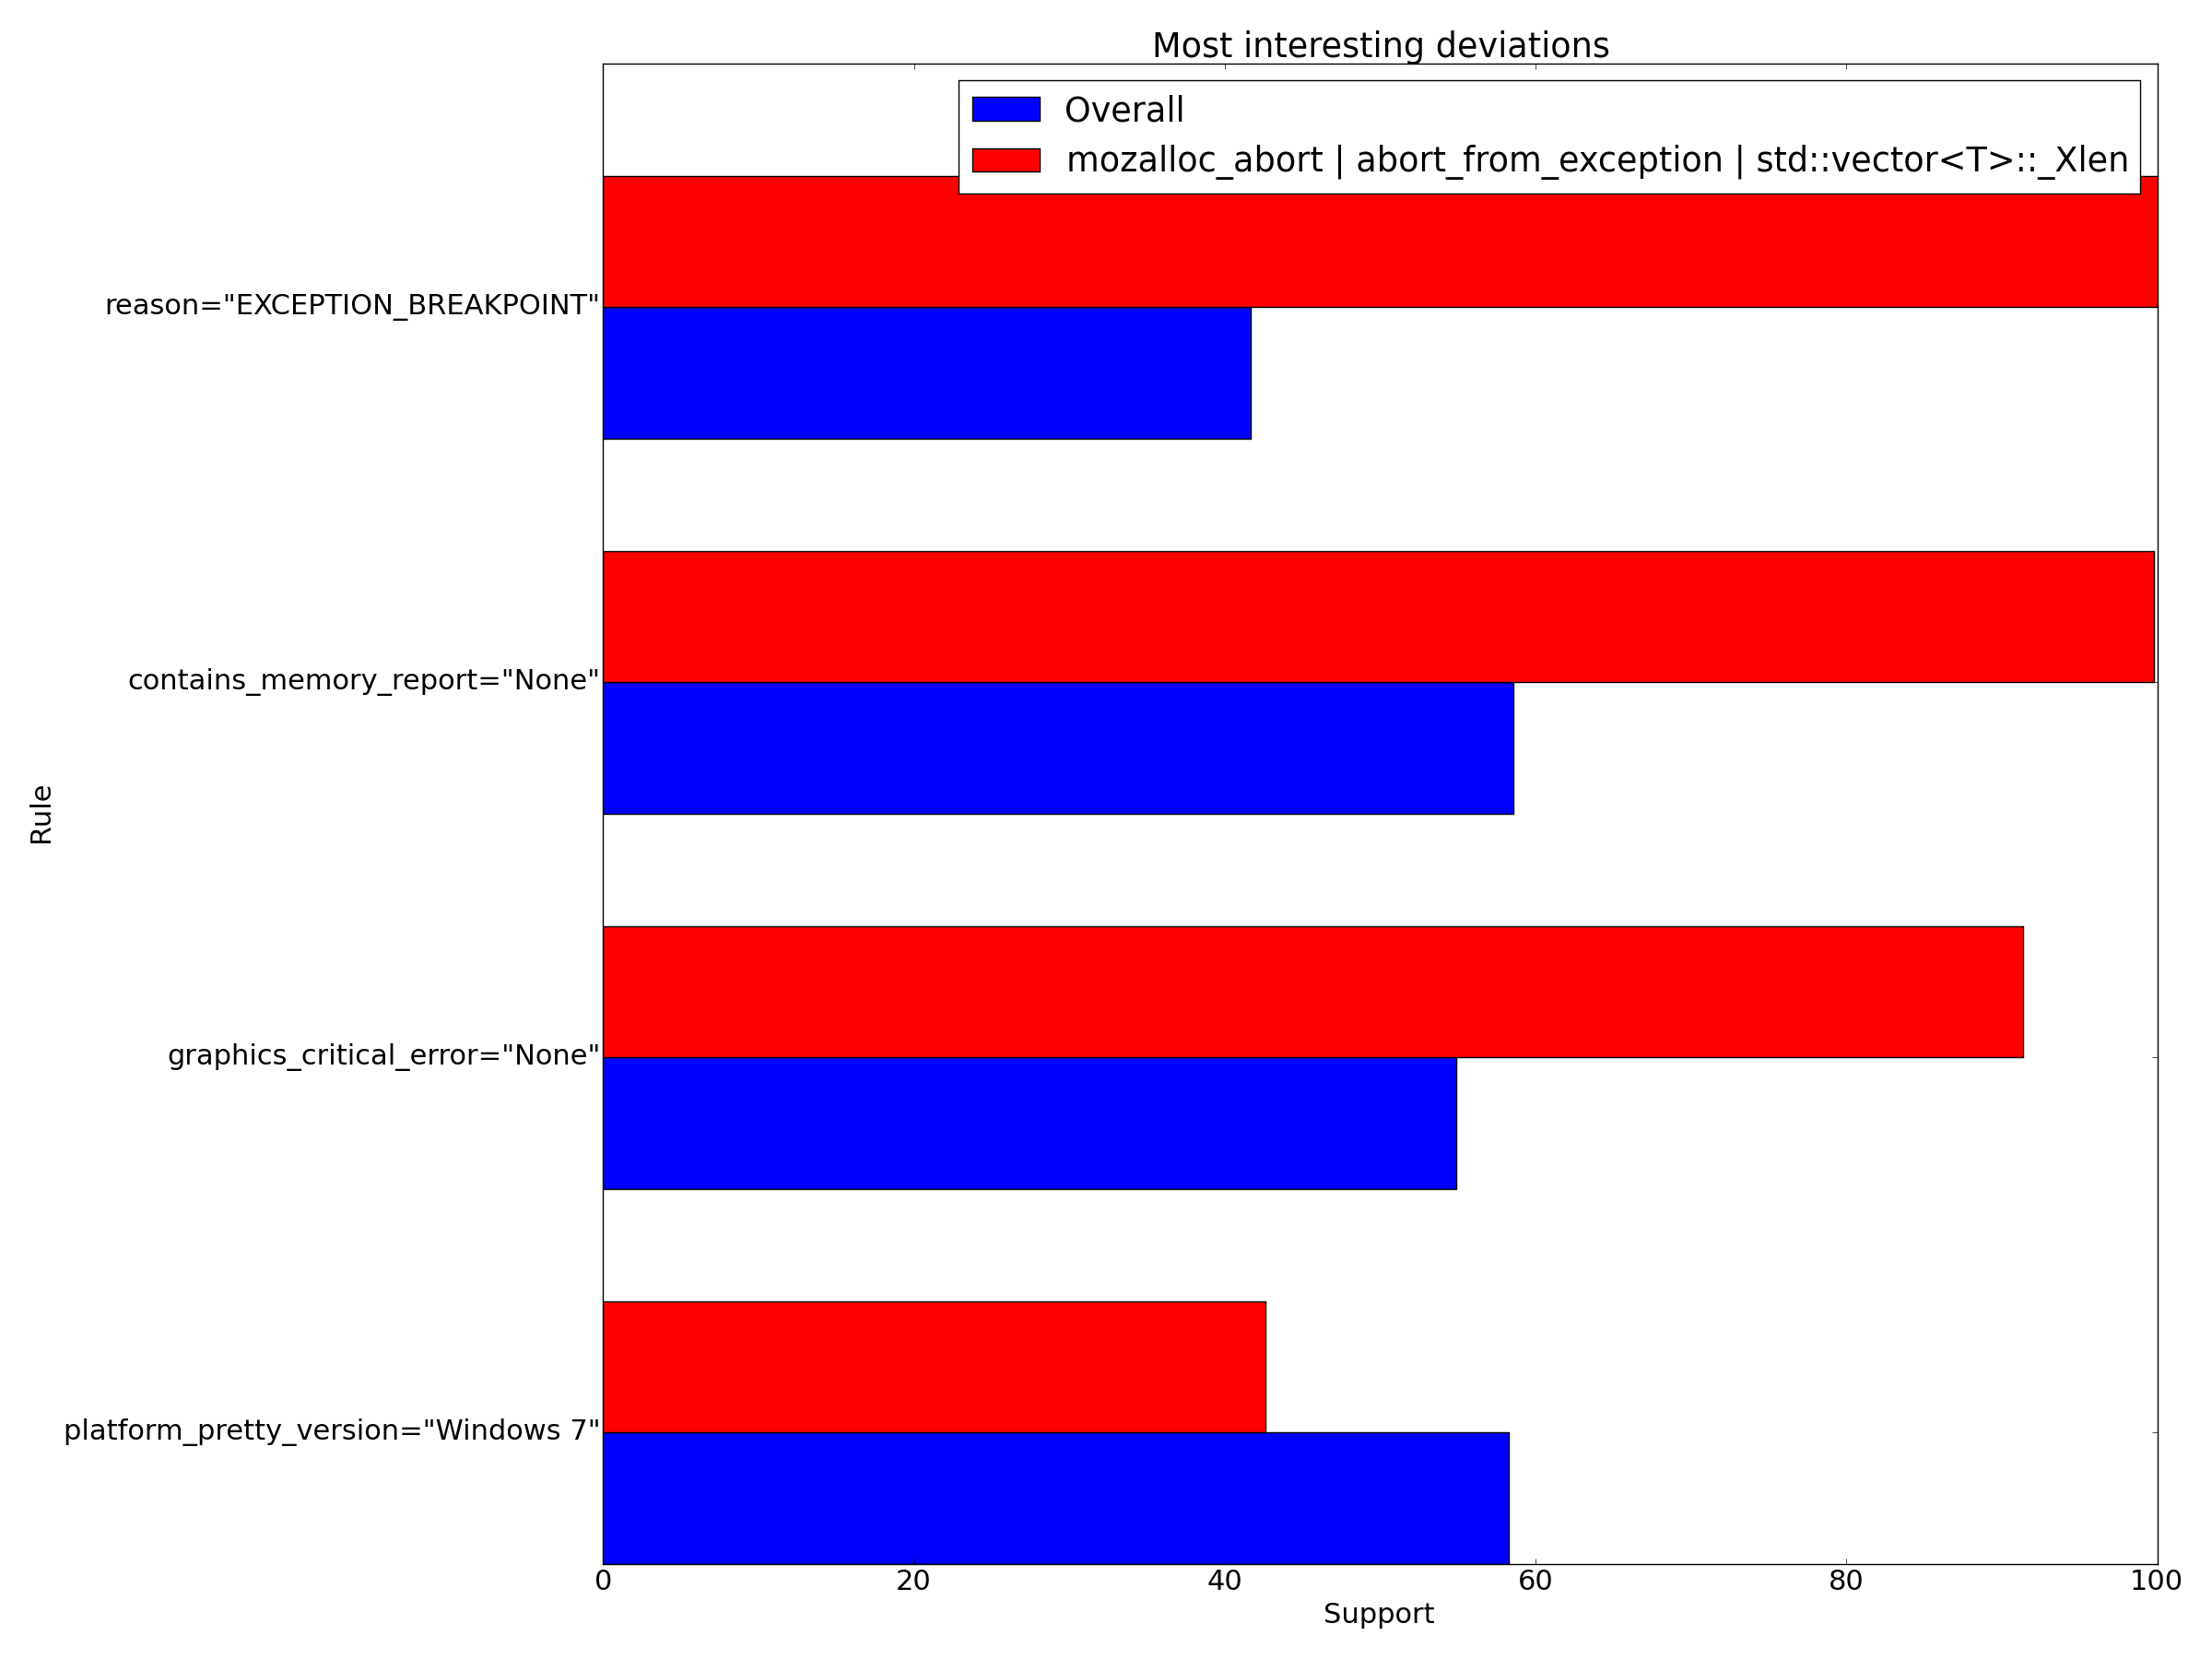 Most interesting deviations
Overall
mozalloc_abort | abort_from_exception | std::vector<T>::_Xlen
reason="EXCEPTION_BREAKPOINT"
contains_memory_report="None"
Rule
graphics_critical_error="None"
platform_pretty_version="Windows 7"
0 20 40 60 80 100
Support